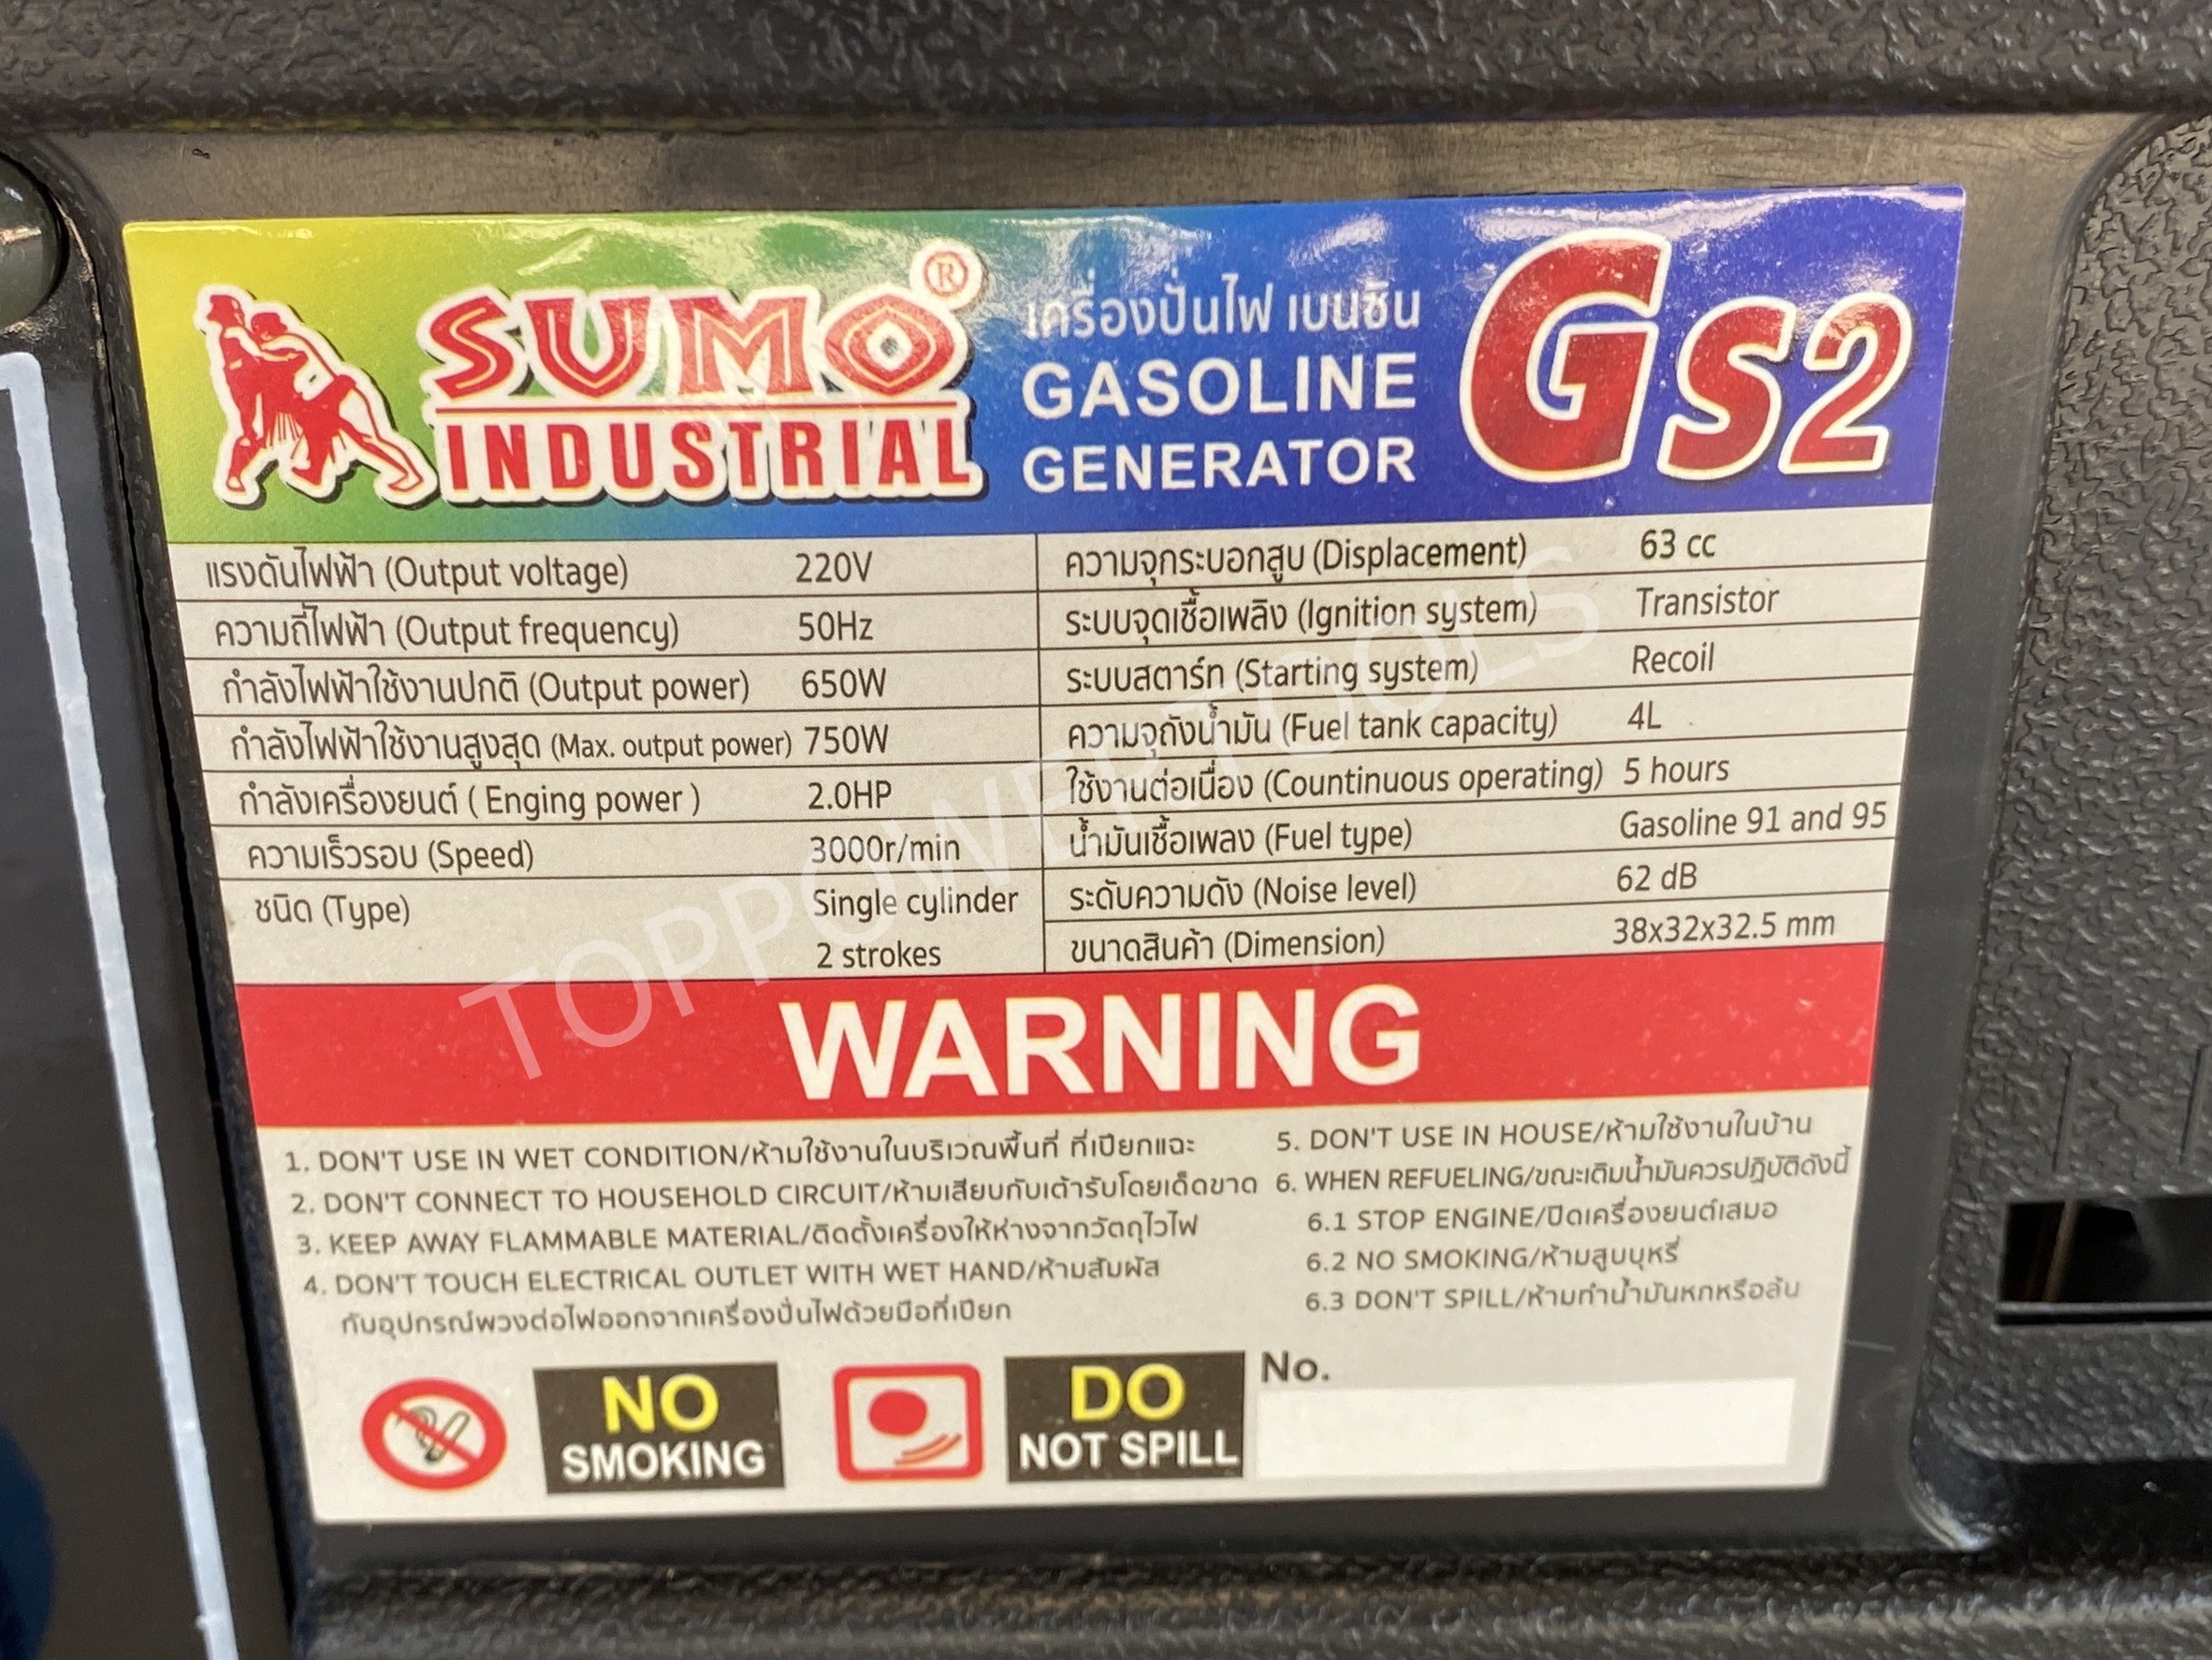 SUMO ®
INDUSTRIAL
เครื่องปั่นไฟ เบนซิน
GASOLINE
GENERATOR
GS2
แรงดันไฟฟ้า (Output voltage) 220V
ความถี่ไฟฟ้า (Output frequency) 50Hz
กำลังไฟฟ้าใช้งานปกติ (Output power) 650W
กำลังไฟฟ้าใช้งานสูงสุด (Max. output power) 750W
กำลังเครื่องยนต์ ( Enging power ) 2.0HP
ความเร็วรอบ (Speed) 3000r/min
ชนิด (Type) Single cylinder
2 strokes
ความจุกระบอกสูบ (Displacement) 63 cc
ระบบจุดเชื้อเพลิง (Ignition system) Transistor
ระบบสตาร์ท (Starting system) Recoil
ความจุถังน้ำมัน (Fuel tank capacity) 4L
ใช้งานต่อเนื่อง (Countinuous operating) 5 hours
น้ำมันเชื้อเพลง (Fuel type) Gasoline 91 and 95
ระดับความดัง (Noise level) 62 dB
ขนาดสินค้า (Dimension) 38x32x32.5 mm
TOPPOWERTOOLS
WARNING
1. DON'T USE IN WET CONDITION/ห้ามใช้งานในบริเวณพื้นที่ ที่เปียกแฉะ
2. DON'T CONNECT TO HOUSEHOLD CIRCUIT/ห้ามเสียบกับเต้ารับโดยเด็ดขาด
3. KEEP AWAY FLAMMABLE MATERIAL/ติดตั้งเครื่องให้ห่างจากวัตถุไวไฟ
4. DON'T TOUCH ELECTRICAL OUTLET WITH WET HAND/ห้ามสัมผัส
กับอุปกรณ์พวงต่อไฟออกจากเครื่องปั่นไฟด้วยมือที่เปียก
5. DON'T USE IN HOUSE/ห้ามใช้งานในบ้าน
6. WHEN REFUELING/ขณะเติมน้ำมันควรปฏิบัติดังนี้
6.1 STOP ENGINE/ปิดเครื่องยนต์เสมอ
6.2 NO SMOKING/ห้ามสูบบุหรี่
6.3 DON'T SPILL/ห้ามทำน้ำมันหกหรือล้น
NO
SMOKING
DO
NOT SPILL
No.